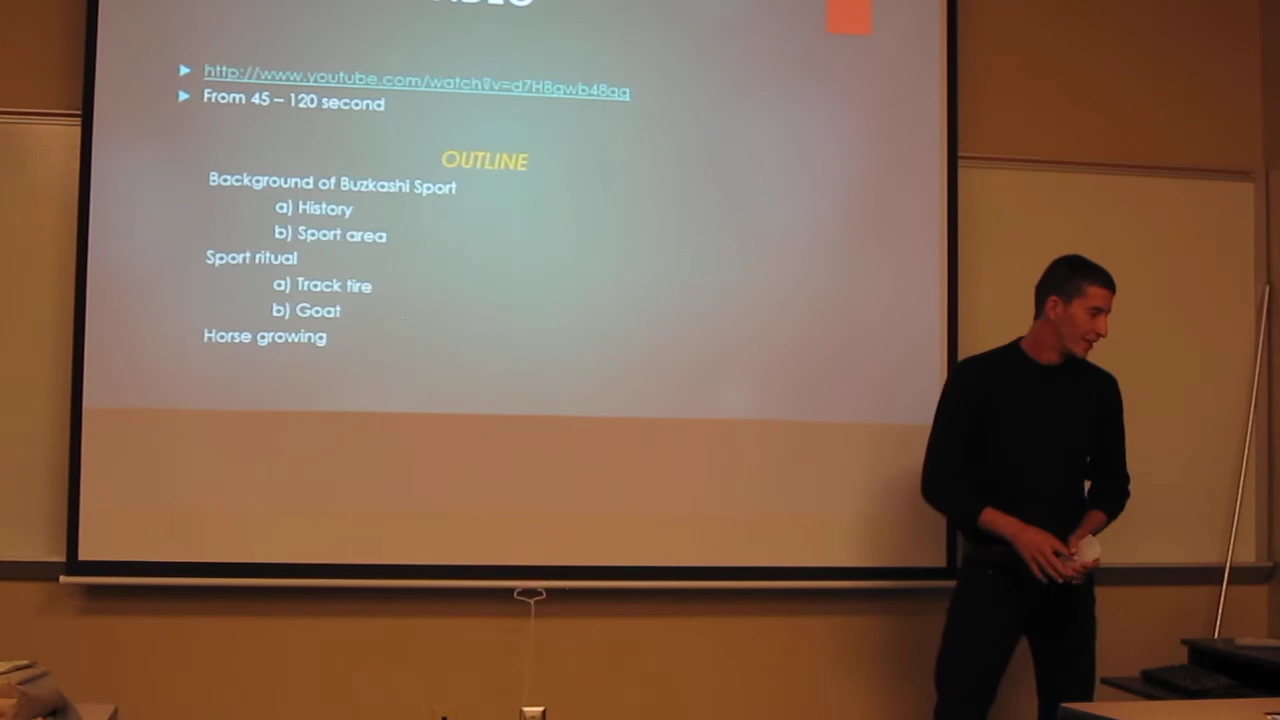 http://www.youtube.com/watch?v=d7HBgwb48ag
From 45 – 120 second
OUTLINE
Background of Buzkashi Sport
a) History
b) Sport area
Sport ritual
a) Track tire
b) Goat
Horse growing